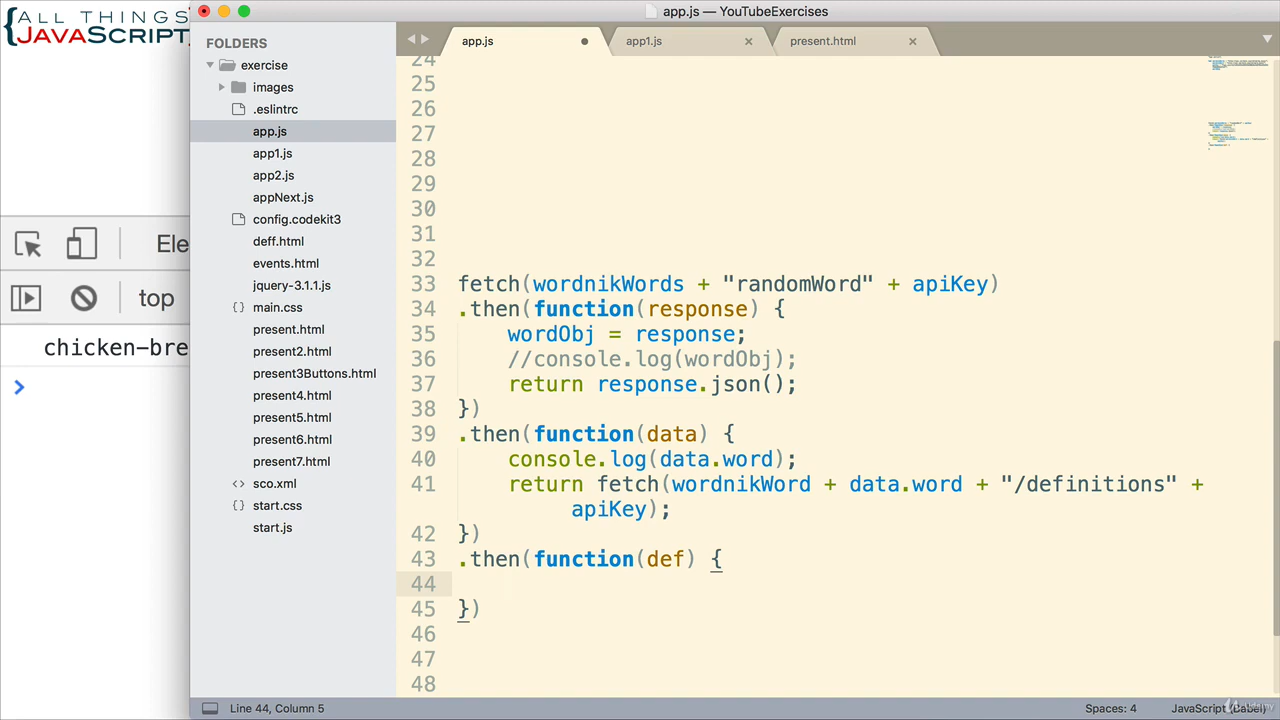 ALL THINGS
JAVASCRIPT
app.js — YouTubeExercises
FOLDERS
exercise
images
.eslintrc
app.js
app1.js
app2.js
appNext.js
config.codekit3
deff.html
events.html
jquery-3.1.1.js
main.css
present.html
present2.html
present3Buttons.html
present4.html
present5.html
present6.html
present7.html
sco.xml
start.css
start.js
app.js
app1.js
present.html
Ele
top
chicken-bre
24
25
26
27
28
29
30
31
32
33 fetch(wordnikWords + "randomWord" + apiKey)
34 .then(function(response) {
35 wordObj = response;
36 //console.log(wordObj);
37 return response.json();
38 })
39 .then(function(data) {
40 console.log(data.word);
41 return fetch(wordnikWord + data.word + "/definitions" +
apiKey);
42 })
43 .then(function(def) {
44
45 })
46
47
48
Line 44, Column 5
Spaces: 4
JavaScript (Babel)